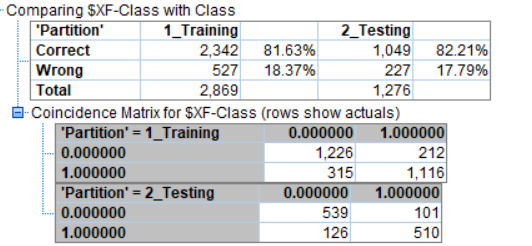 Comparing $XF-Class with Class
'Partition' 1_Training 2_Testing
Correct 2,342 81.63% 1,049 82.21%
Wrong 527 18.37% 227 17.79%
Total 2,869 1,276
Coincidence Matrix for $XF-Class (rows show actuals)
'Partition' = 1_Training 0.000000 1.000000
0.000000 1,226 212
1.000000 315 1,116
'Partition' = 2_Testing 0.000000 1.000000
0.000000 539 101
1.000000 126 510